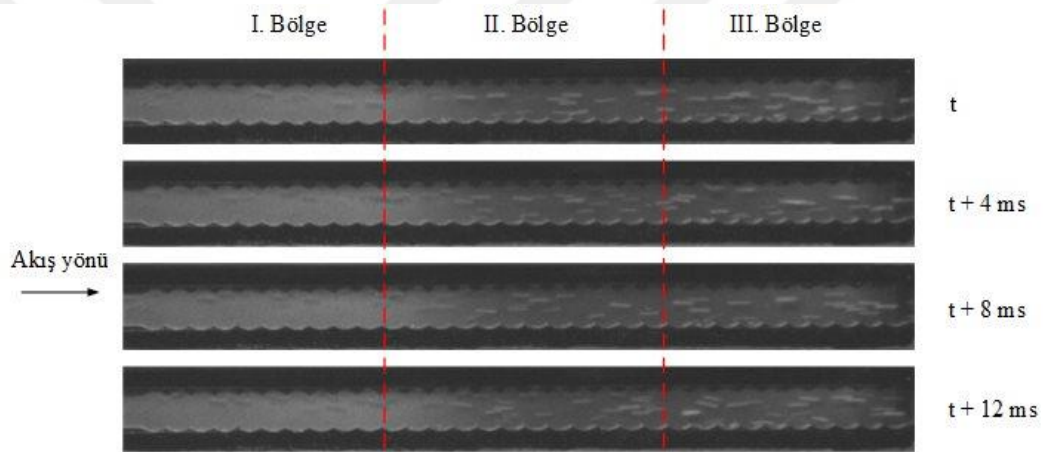 I. Bölge
II. Bölge
III. Bölge
t
t + 4 ms
Akış yönü
t + 8 ms
t + 12 ms